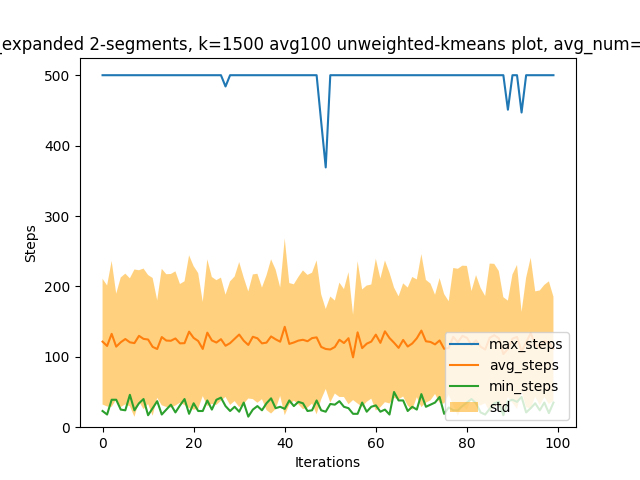 _expanded 2-segments, k=1500 avg100 unweighted-kmeans plot, avg_num=
500
400
300
200
100
0
Steps
0 20 40 60 80 100
Iterations
max_steps
avg_steps
min_steps
std